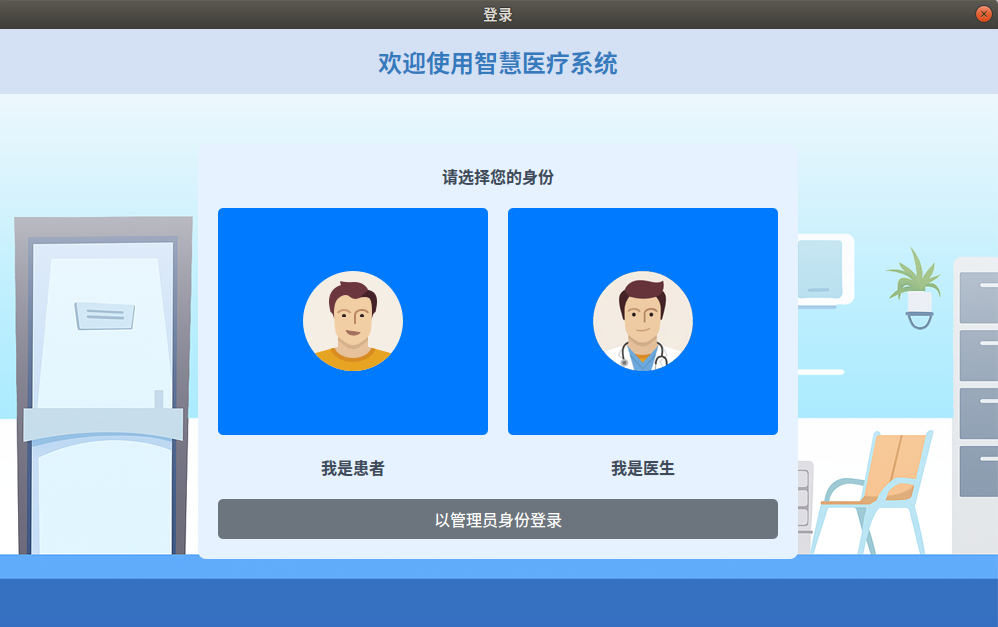 登录
欢迎使用智慧医疗系统
请选择您的身份
我是患者
我是医生
以管理员身份登录